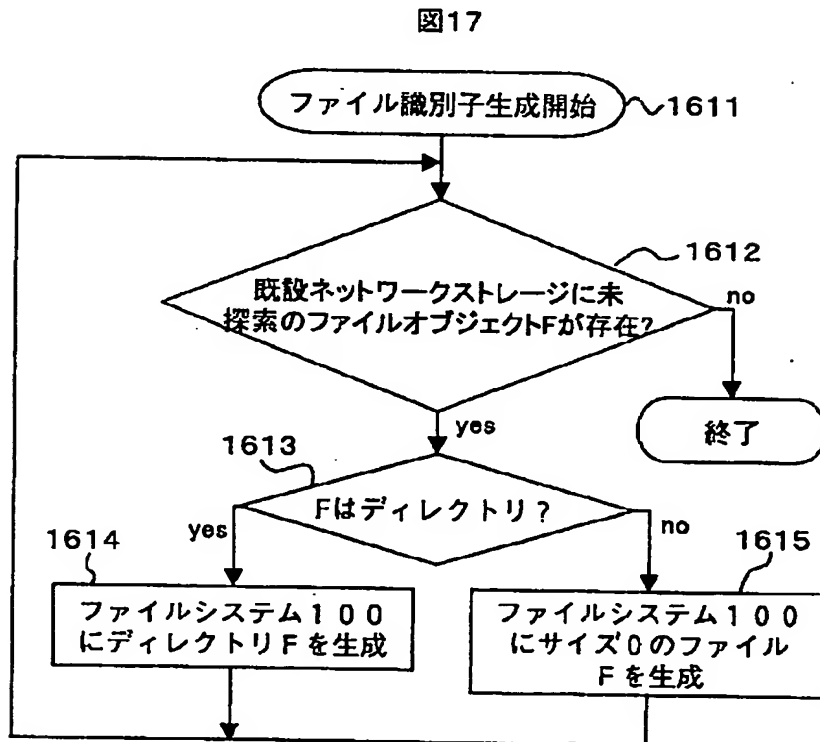 図17
ファイル識別子生成開始
1611
1612
既設ネットワークストレージに未
探索のファイルオブジェクトFが存在?
no
終了
yes
1613
Fはディレクトリ?
yes
no
1614
1615
ファイルシステム100
にディレクトリFを生成
ファイルシステム100
にサイズ0のファイル
Fを生成